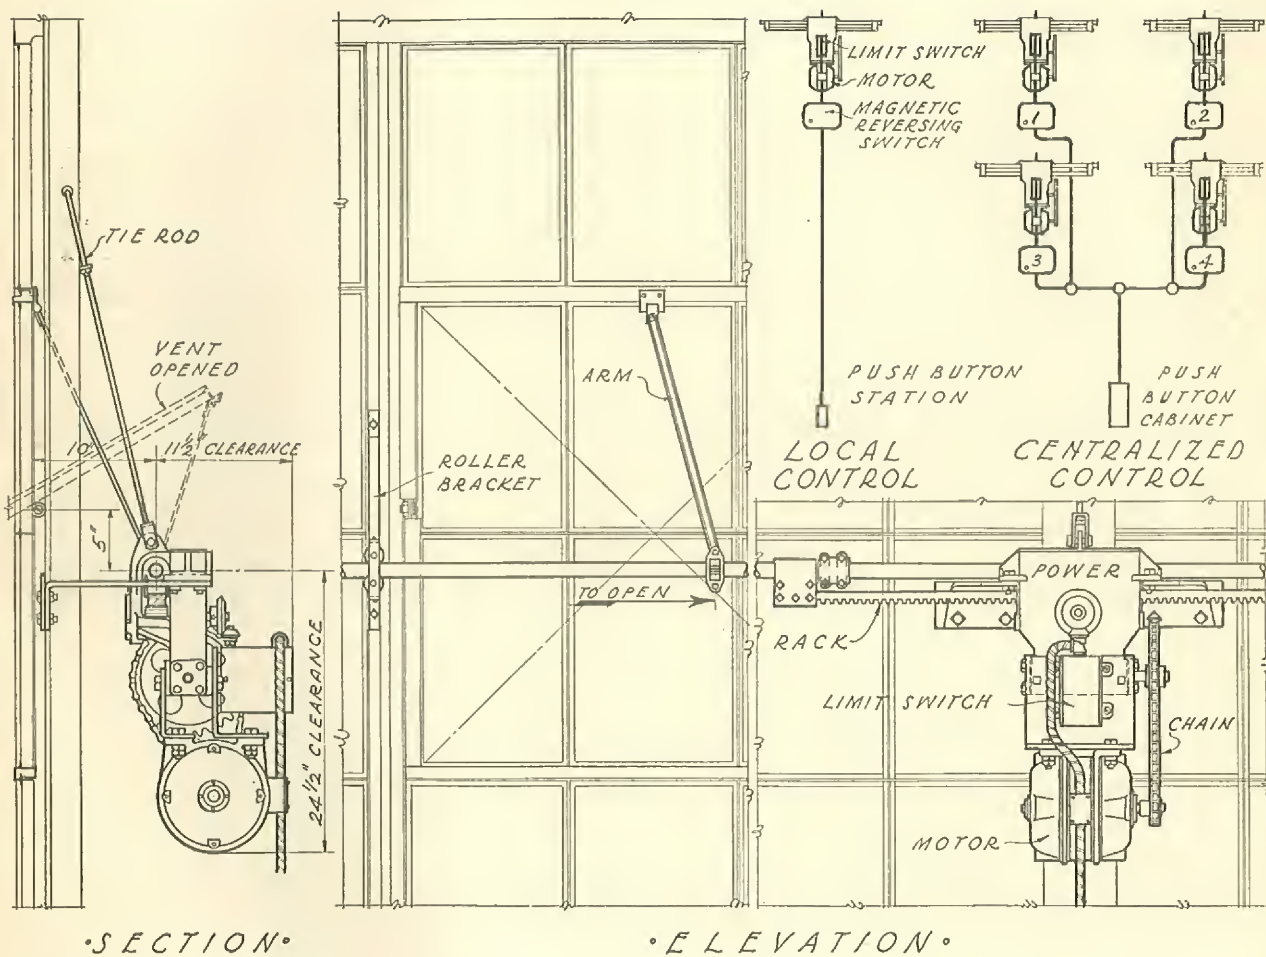 TIE ROD
VENT
OPENED
10"
11½" CLEARANCE
5"
24½" CLEARANCE
ROLLER
BRACKET
ARM
TO OPEN
LIMIT SWITCH
MOTOR
MAGNETIC
REVERSING
SWITCH
PUSH BUTTON
STATION
LOCAL
CONTROL
1
2
3
4
PUSH
BUTTON
CABINET
CENTRALIZED
CONTROL
POWER
RACK
LIMIT SWITCH
CHAIN
MOTOR
•SECTION•
•ELEVATION•